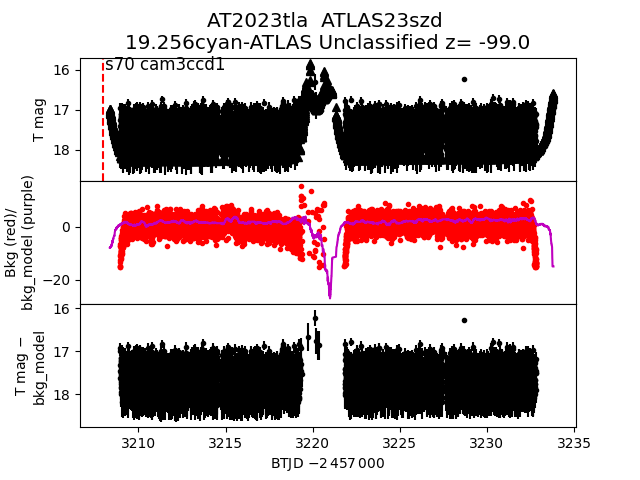 AT2023tla ATLAS23szd
19.256cyan-ATLAS Unclassified z= -99.0
s70 cam3ccd1
T mag
16
17
18
Bkg (red)/
bkg_model (purple)
0
−20
T mag −
bkg_model
16
17
18
3210 3215 3220 3225 3230 3235
BTJD −2 457 000